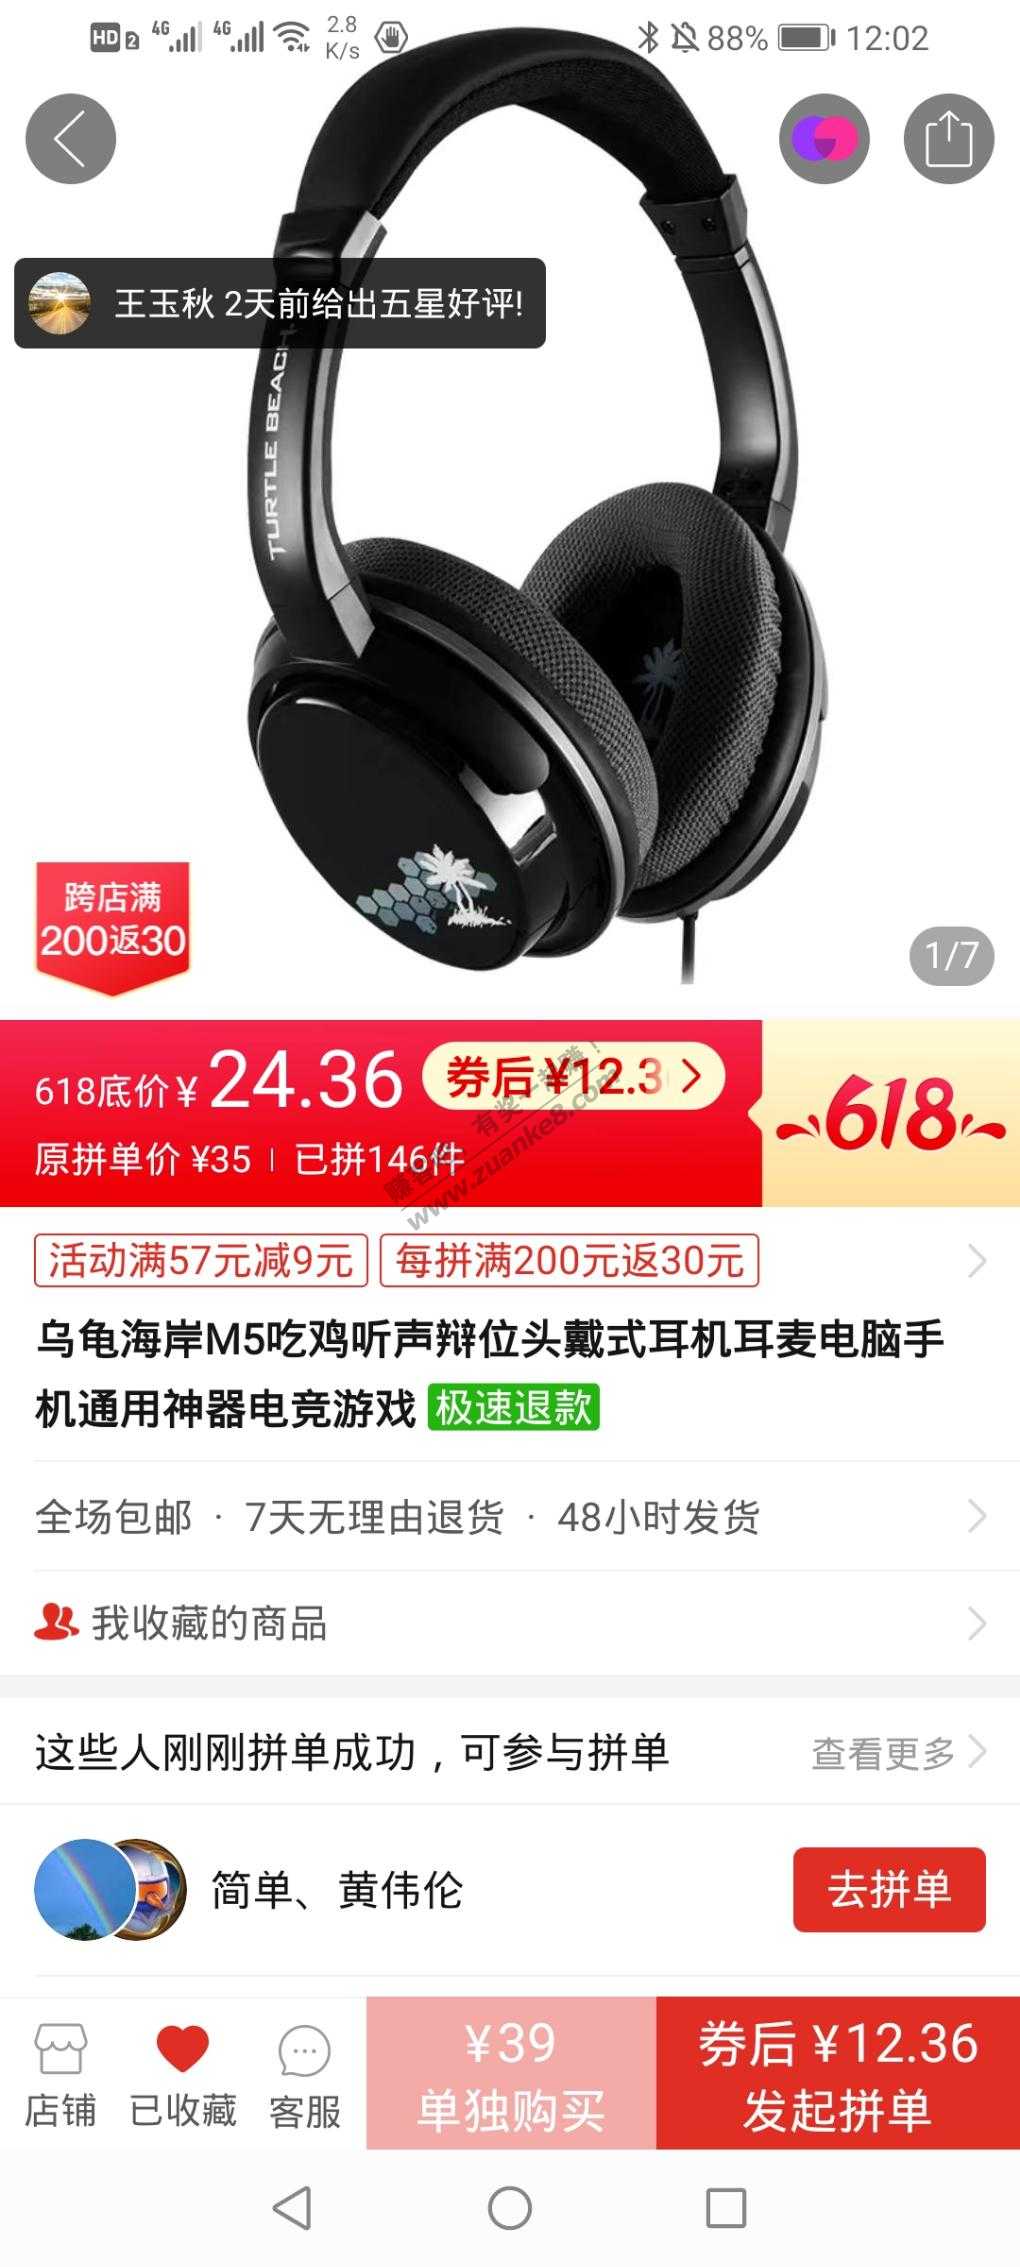 HD 2 4G 4G 2.8 K/s 88% 12:02
王玉秋 2天前给出五星好评!
TURTLE BEACH
跨店满
200返30
1/7
618底价¥24.36 券后¥12.3
618
原拼单价 ¥35 已拼146件
www.zuanke8.com
活动满57元减9元 每拼满200元返30元
乌龟海岸M5吃鸡听声辩位头戴式耳机耳麦电脑手
机通用神器电竞游戏 极速退款
全场包邮 · 7天无理由退货 · 48小时发货
我收藏的商品
这些人刚刚拼单成功，可参与拼单 查看更多
简单、黄伟伦 去拼单
¥39 券后 ¥12.36
店铺 已收藏 客服 单独购买 发起拼单